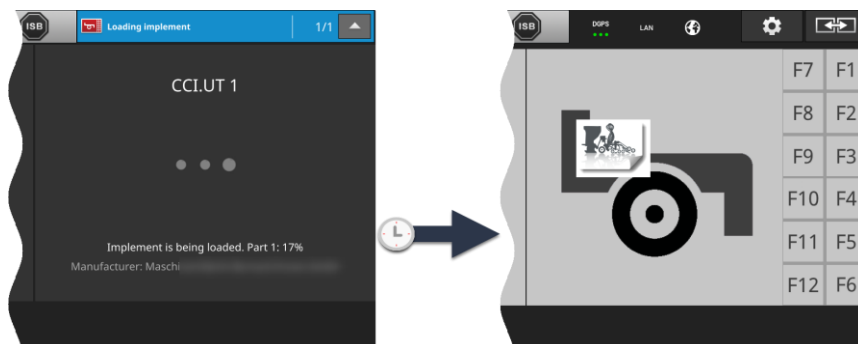 ISB
Loading implement
1/1
CCI.UT 1
Implement is being loaded. Part 1: 17%
Manufacturer: Maschi
ISB
DGPS
LAN
F7 F1
F8 F2
F9 F3
F10 F4
F11 F5
F12 F6